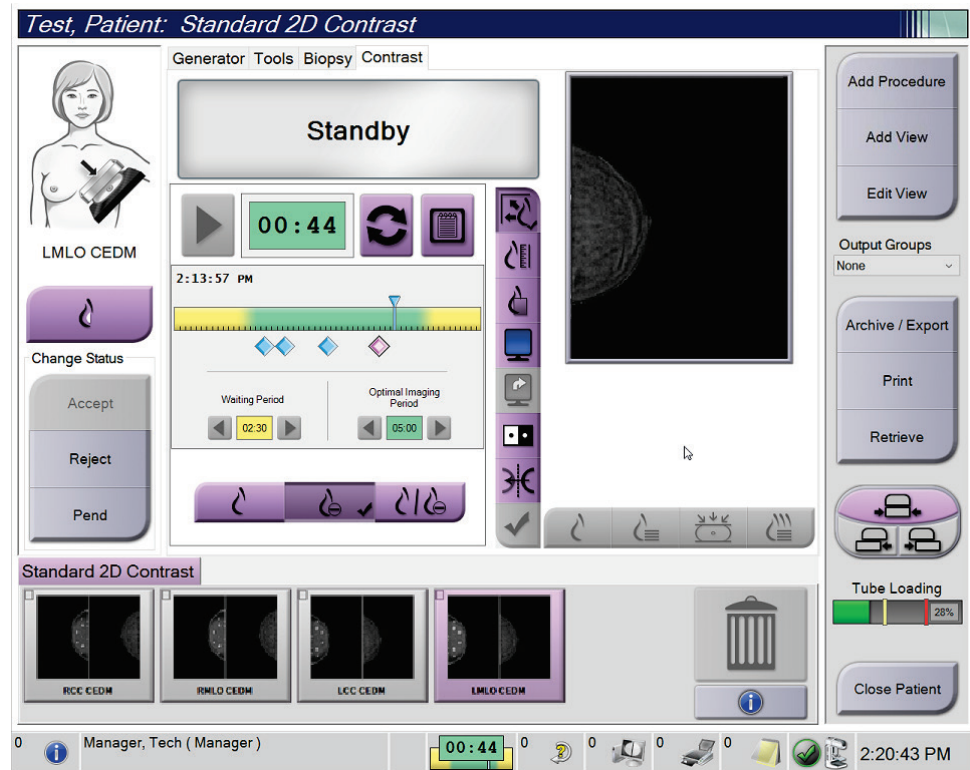 Test, Patient: Standard 2D Contrast
Generator Tools Biopsy Contrast
Standby
LMLO CEDM
00:44
2:13:57 PM
Waiting Period
Optimal Imaging
Period
02:30
05:00
Change Status
Accept
Reject
Pend
Add Procedure
Add View
Edit View
Output Groups
None
Archive / Export
Print
Retrieve
Tube Loading
28%
Close Patient
Standard 2D Contrast
RCC CEDM
RMLO CEDM
LCC CEDM
LMLO CEDM
0
Manager, Tech ( Manager )
00:44
0
0
0
0
2:20:43 PM